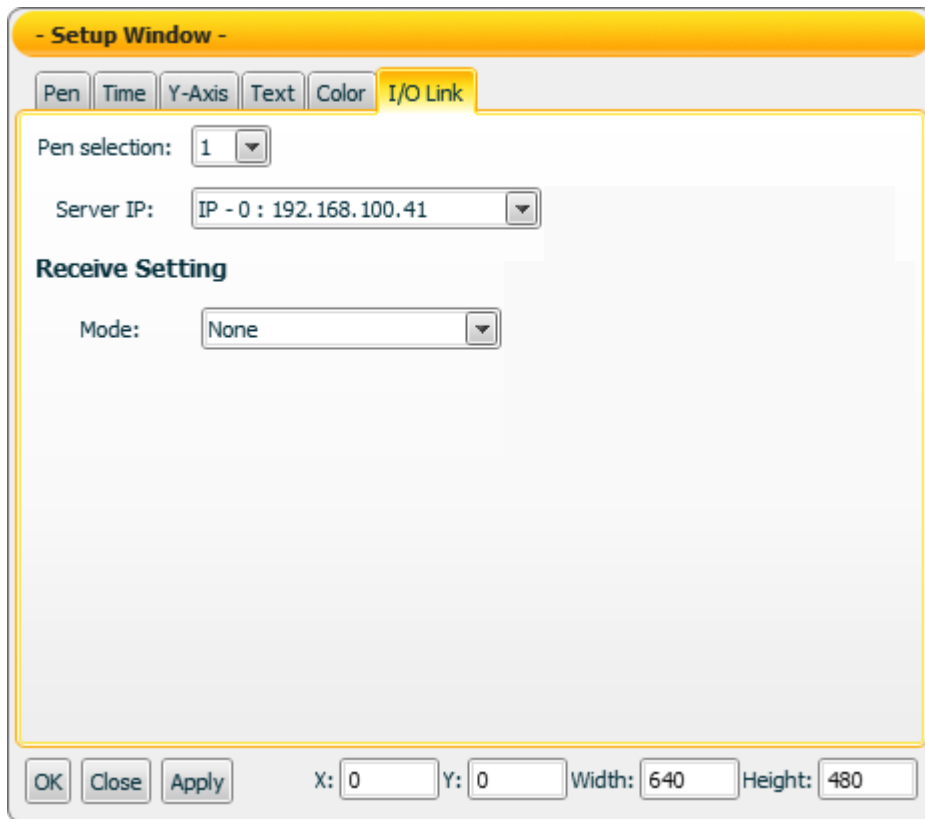 - Setup Window -
Pen Time Y-Axis Text Color I/O Link
Pen selection: 1
Server IP: IP - 0 : 192.168.100.41
Receive Setting
Mode: None
OK Close Apply X: 0 Y: 0 Width: 640 Height: 480